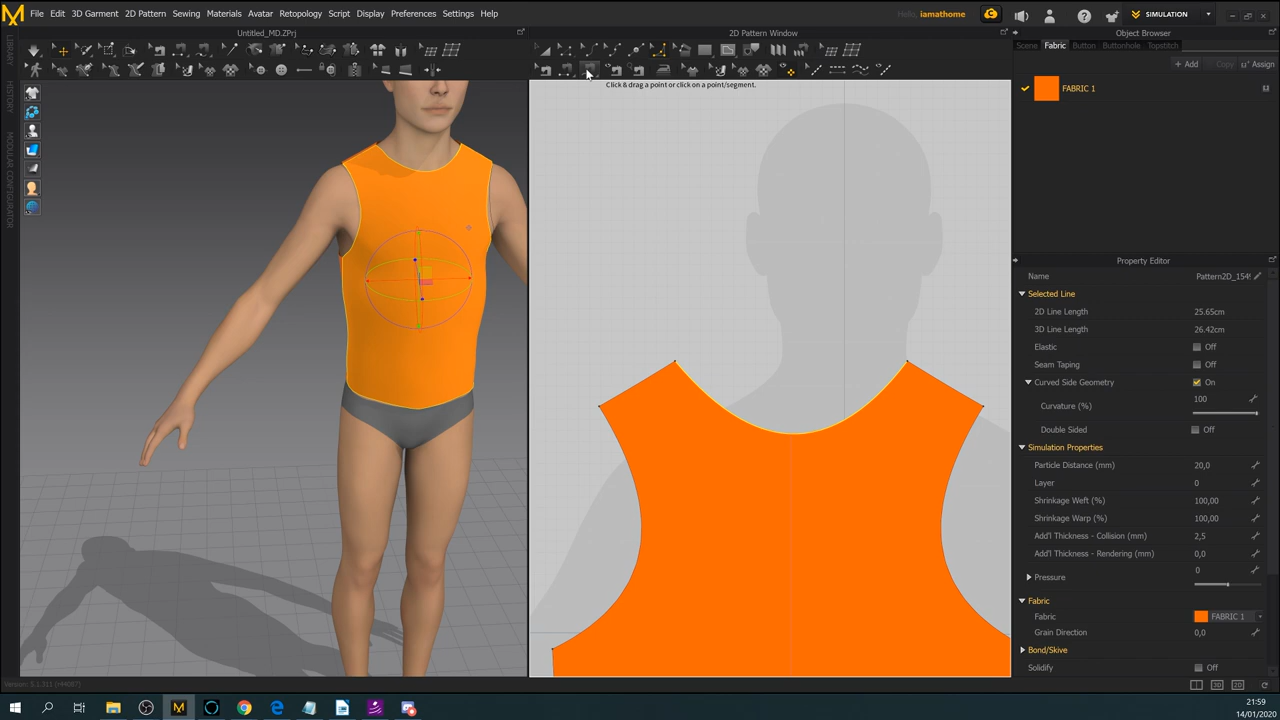 File Edit 3D Garment 2D Pattern Sewing Materials Avatar Retopology Script Display Preferences Settings Help
Hello, iamathome
SIMULATION
Untitled_MD.ZPrj
2D Pattern Window
Object Browser
Scene Fabric Button Buttonhole Topstitch
+ Add Copy Assign
LIBRARY
MODULAR CONFIGURATOR
Click & drag a point or click on a point/segment.
FABRIC 1
Property Editor
Name Pattern2D_154
Selected Line
2D Line Length 25.65cm
3D Line Length 26.42cm
Elastic Off
Seam Taping Off
Curved Side Geometry On
Curvature (%) 100
Double Sided Off
Simulation Properties
Particle Distance (mm) 20,0
Layer 0
Shrinkage Weft (%) 100,00
Shrinkage Warp (%) 100,00
Add'l Thickness - Collision (mm) 2,5
Add'l Thickness - Rendering (mm) 0,0
Pressure 0
Fabric
Fabric FABRIC 1
Grain Direction 0,0
Bond/Skive
Solidify Off
3D 2D
21:59
14/01/2020